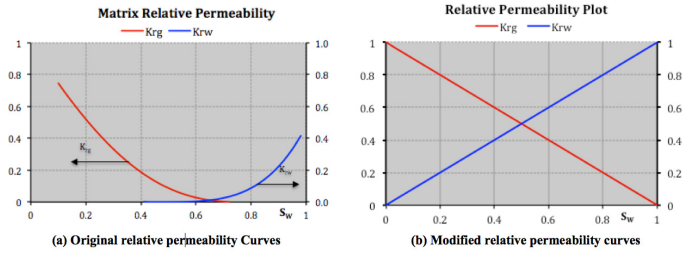 Matrix Relative Permeability
Krg Krw
1
0.8
0.6
0.4
0.2
0
1.0
0.8
0.6
0.4
0.2
0.0
Krg
Krw
0 0.2 0.4 0.6 0.8 Sw 1
(a) Original relative permeability Curves
Relative Permeability Plot
Krg Krw
1
0.8
0.6
0.4
0.2
0
1
0.8
0.6
0.4
0.2
0
0 0.2 0.4 0.6 0.8 Sw 1
(b) Modified relative permeability curves